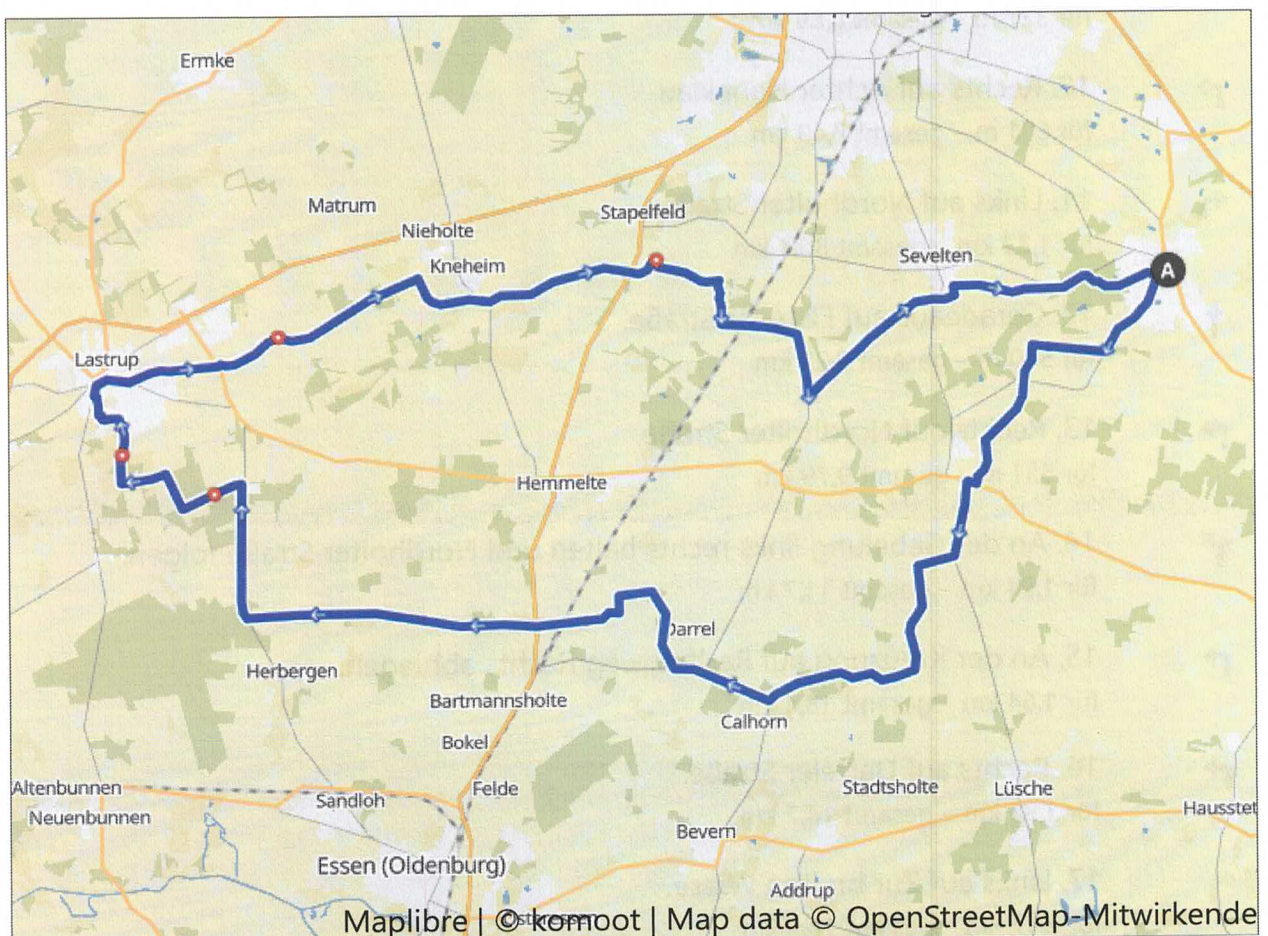 Ermke
Matrum
Stapelfeld
Nieholte
Kneheim
Sevelten
A
Lastrup
Hemmelte
Darrel
Herbergen
Bartmannsholte
Calhorn
Bokel
Altenbunnen
Sandloh
Felde
Stadtsholte
Lüsche
Neuenbunnen
Hausstet
Bevern
Essen (Oldenburg)
Addrup
Maplibre | © komoot | Map data © OpenStreetMap-Mitwirkende